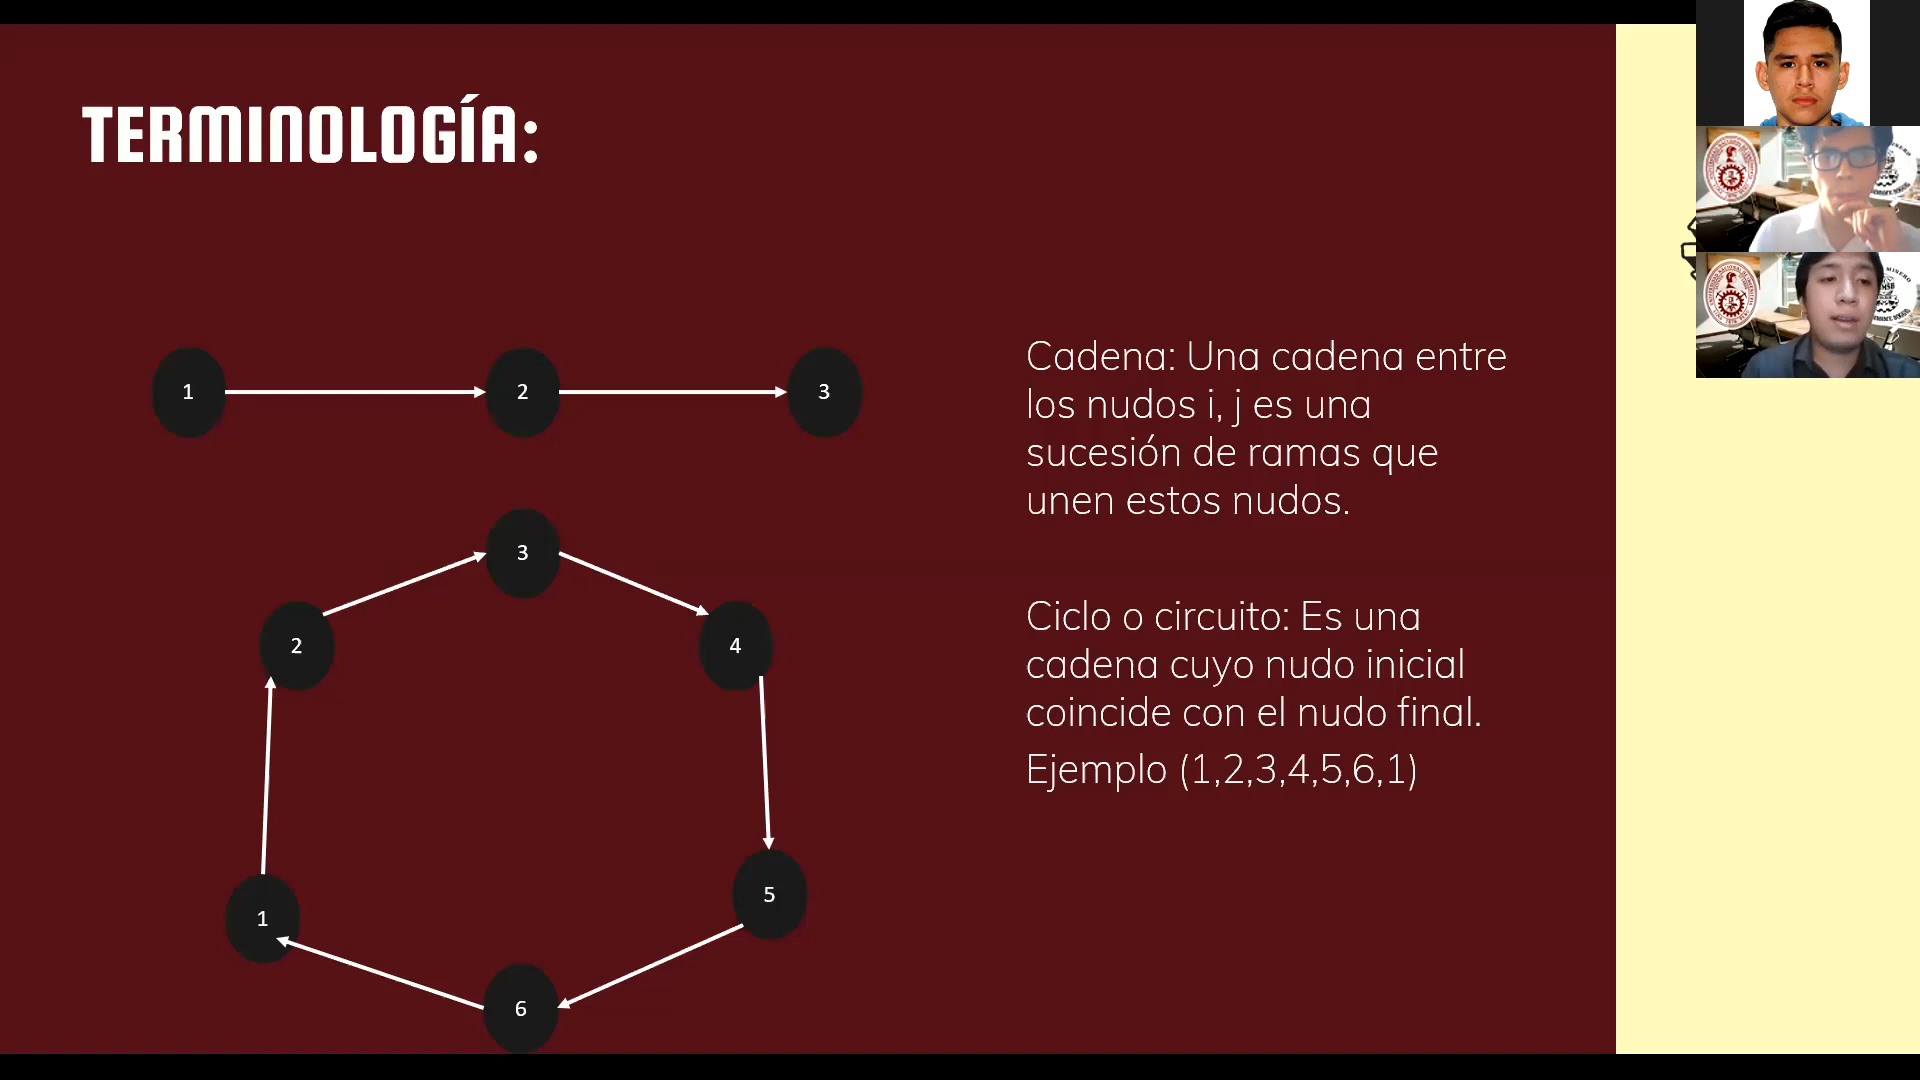 TERMINOLOGÍA:
1
2
3
Cadena: Una cadena entre
los nudos i, j es una
sucesión de ramas que
unen estos nudos.
3
2
4
1
5
6
Ciclo o circuito: Es una
cadena cuyo nudo inicial
coincide con el nudo final.
Ejemplo (1,2,3,4,5,6,1)